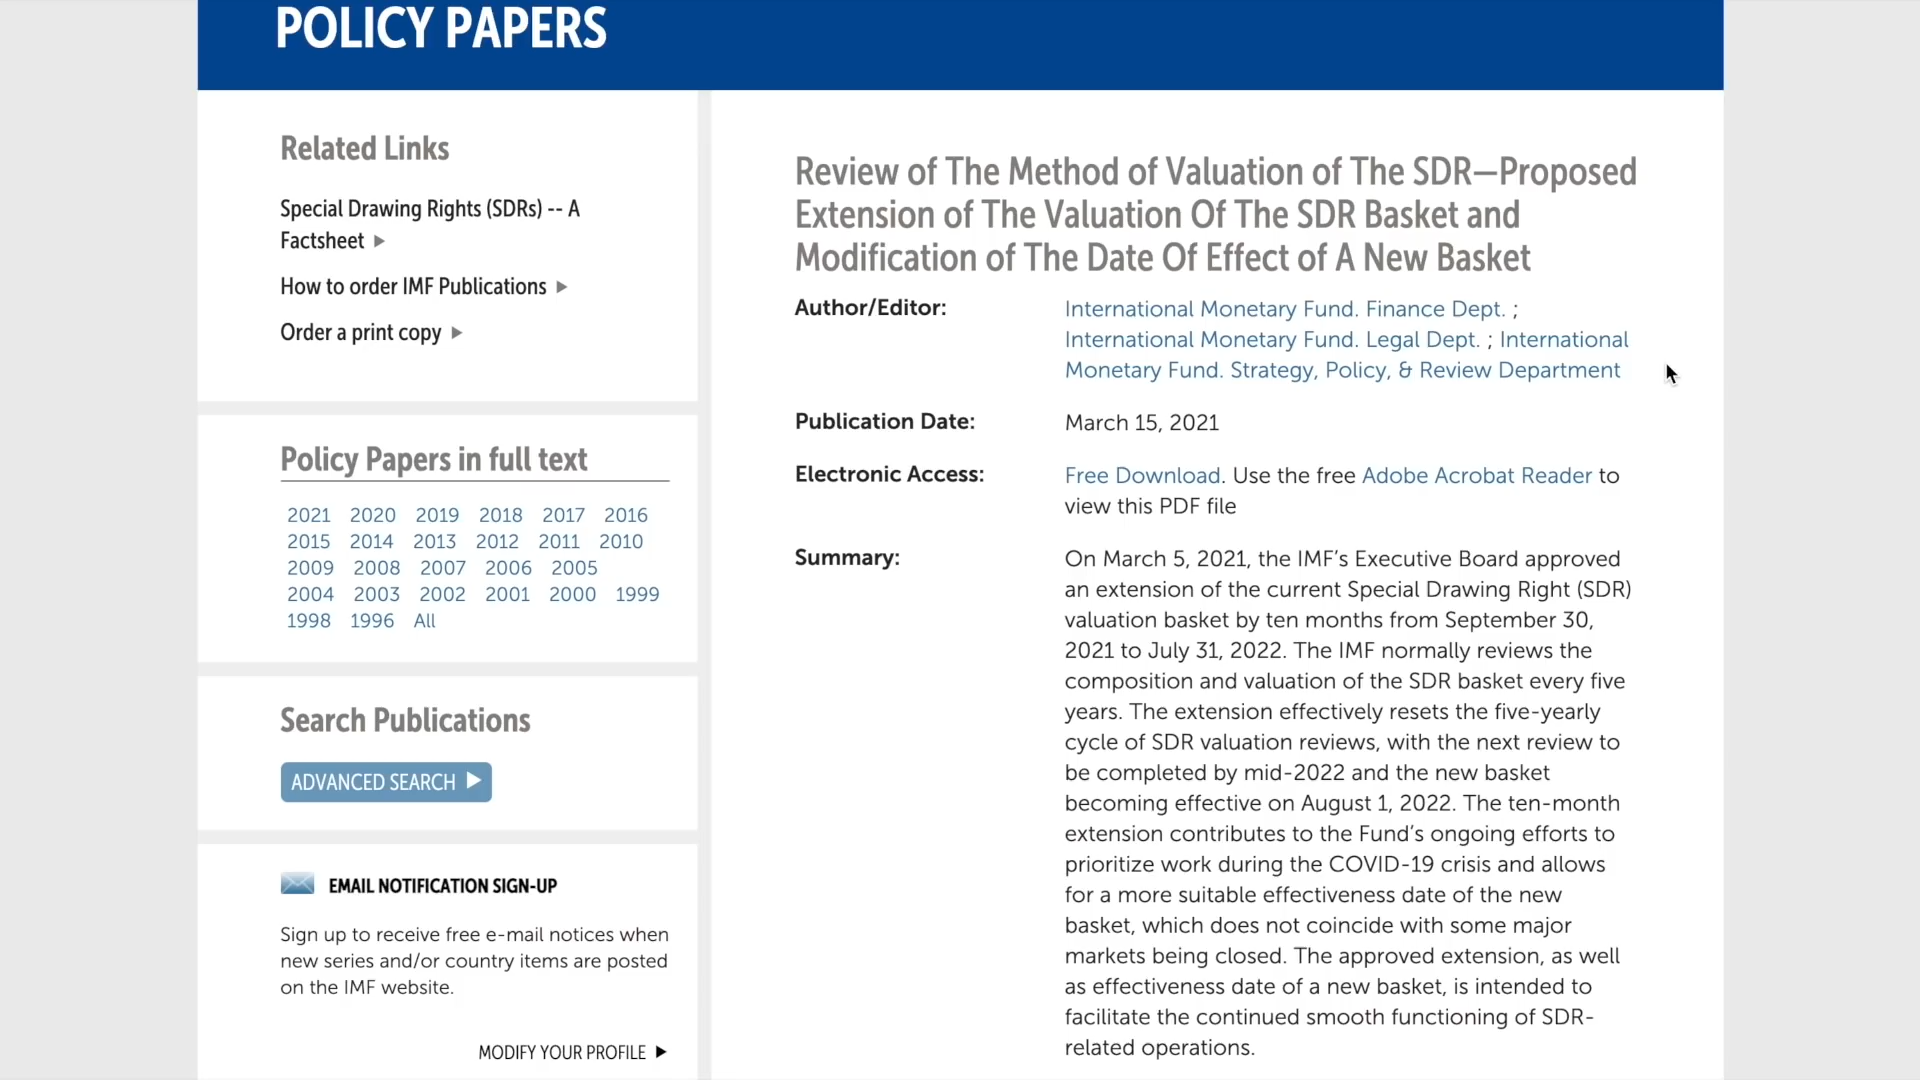 POLICY PAPERS
Related Links
Special Drawing Rights (SDRs) -- A
Factsheet
How to order IMF Publications
Order a print copy
Policy Papers in full text
2021 2020 2019 2018 2017 2016
2015 2014 2013 2012 2011 2010
2009 2008 2007 2006 2005
2004 2003 2002 2001 2000 1999
1998 1996 All
Search Publications
ADVANCED SEARCH
EMAIL NOTIFICATION SIGN-UP
Sign up to receive free e-mail notices when
new series and/or country items are posted
on the IMF website.
MODIFY YOUR PROFILE
Review of The Method of Valuation of The SDR—Proposed
Extension of The Valuation Of The SDR Basket and
Modification of The Date Of Effect of A New Basket
Author/Editor:
International Monetary Fund. Finance Dept. ;
International Monetary Fund. Legal Dept. ; International
Monetary Fund. Strategy, Policy, & Review Department
Publication Date:
March 15, 2021
Electronic Access:
Free Download. Use the free Adobe Acrobat Reader to
view this PDF file
Summary:
On March 5, 2021, the IMF's Executive Board approved
an extension of the current Special Drawing Right (SDR)
valuation basket by ten months from September 30,
2021 to July 31, 2022. The IMF normally reviews the
composition and valuation of the SDR basket every five
years. The extension effectively resets the five-yearly
cycle of SDR valuation reviews, with the next review to
be completed by mid-2022 and the new basket
becoming effective on August 1, 2022. The ten-month
extension contributes to the Fund's ongoing efforts to
prioritize work during the COVID-19 crisis and allows
for a more suitable effectiveness date of the new
basket, which does not coincide with some major
markets being closed. The approved extension, as well
as effectiveness date of a new basket, is intended to
facilitate the continued smooth functioning of SDR-
related operations.